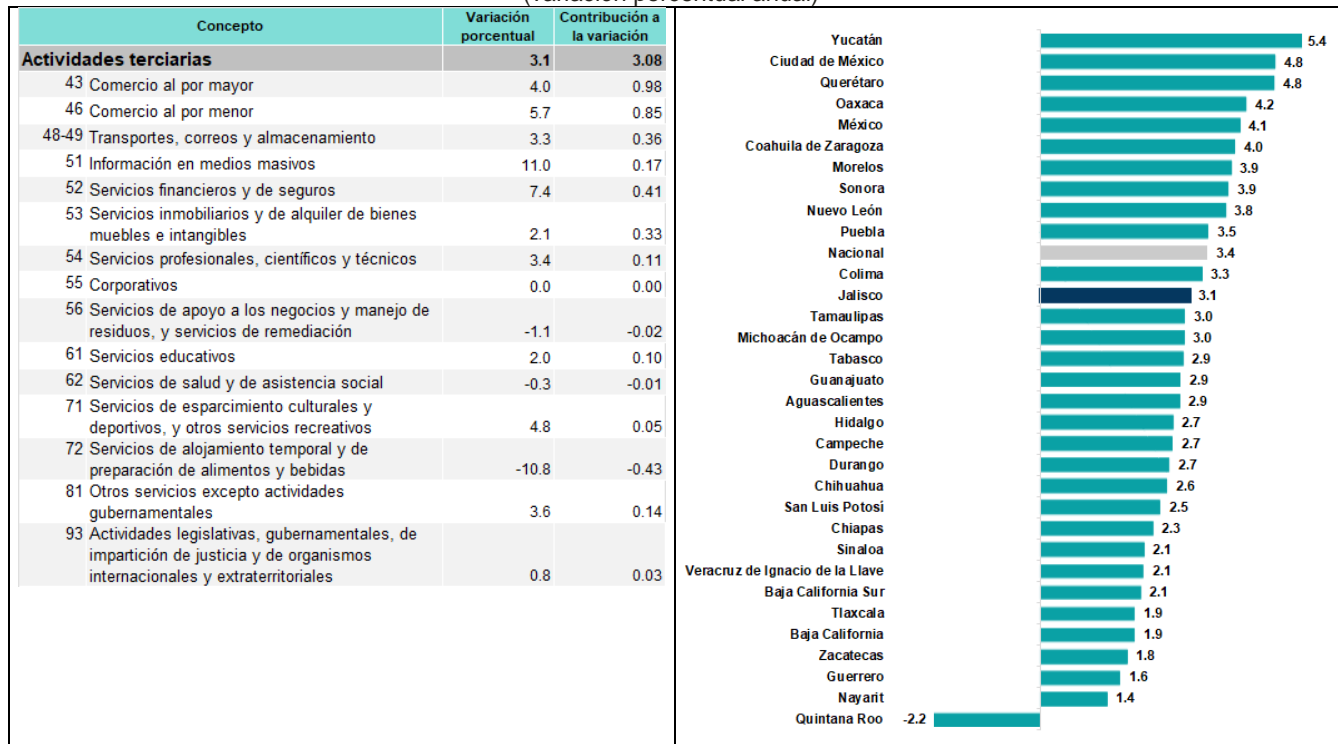 (Variación porcentual anual)
Concepto Variación porcentual Contribución a la variación
Actividades terciarias 3.1 3.08
43 Comercio al por mayor 4.0 0.98
46 Comercio al por menor 5.7 0.85
48-49 Transportes, correos y almacenamiento 3.3 0.36
51 Información en medios masivos 11.0 0.17
52 Servicios financieros y de seguros 7.4 0.41
53 Servicios inmobiliarios y de alquiler de bienes
muebles e intangibles 2.1 0.33
54 Servicios profesionales, científicos y técnicos 3.4 0.11
55 Corporativos 0.0 0.00
56 Servicios de apoyo a los negocios y manejo de
residuos, y servicios de remediación -1.1 -0.02
61 Servicios educativos 2.0 0.10
62 Servicios de salud y de asistencia social -0.3 -0.01
71 Servicios de esparcimiento culturales y
deportivos, y otros servicios recreativos 4.8 0.05
72 Servicios de alojamiento temporal y de
preparación de alimentos y bebidas -10.8 -0.43
81 Otros servicios excepto actividades
gubernamentales 3.6 0.14
93 Actividades legislativas, gubernamentales, de
impartición de justicia y de organismos
internacionales y extraterritoriales 0.8 0.03
Yucatán 5.4
Ciudad de México 4.8
Querétaro 4.8
Oaxaca 4.2
México 4.1
Coahuila de Zaragoza 4.0
Morelos 3.9
Sonora 3.9
Nuevo León 3.8
Puebla 3.5
Nacional 3.4
Colima 3.3
Jalisco 3.1
Tamaulipas 3.0
Michoacán de Ocampo 3.0
Tabasco 2.9
Guanajuato 2.9
Aguascalientes 2.9
Hidalgo 2.7
Campeche 2.7
Durango 2.7
Chihuahua 2.6
San Luis Potosí 2.5
Chiapas 2.3
Sinaloa 2.1
Veracruz de Ignacio de la Llave 2.1
Baja California Sur 2.1
Tlaxcala 1.9
Baja California 1.9
Zacatecas 1.8
Guerrero 1.6
Nayarit 1.4
Quintana Roo -2.2